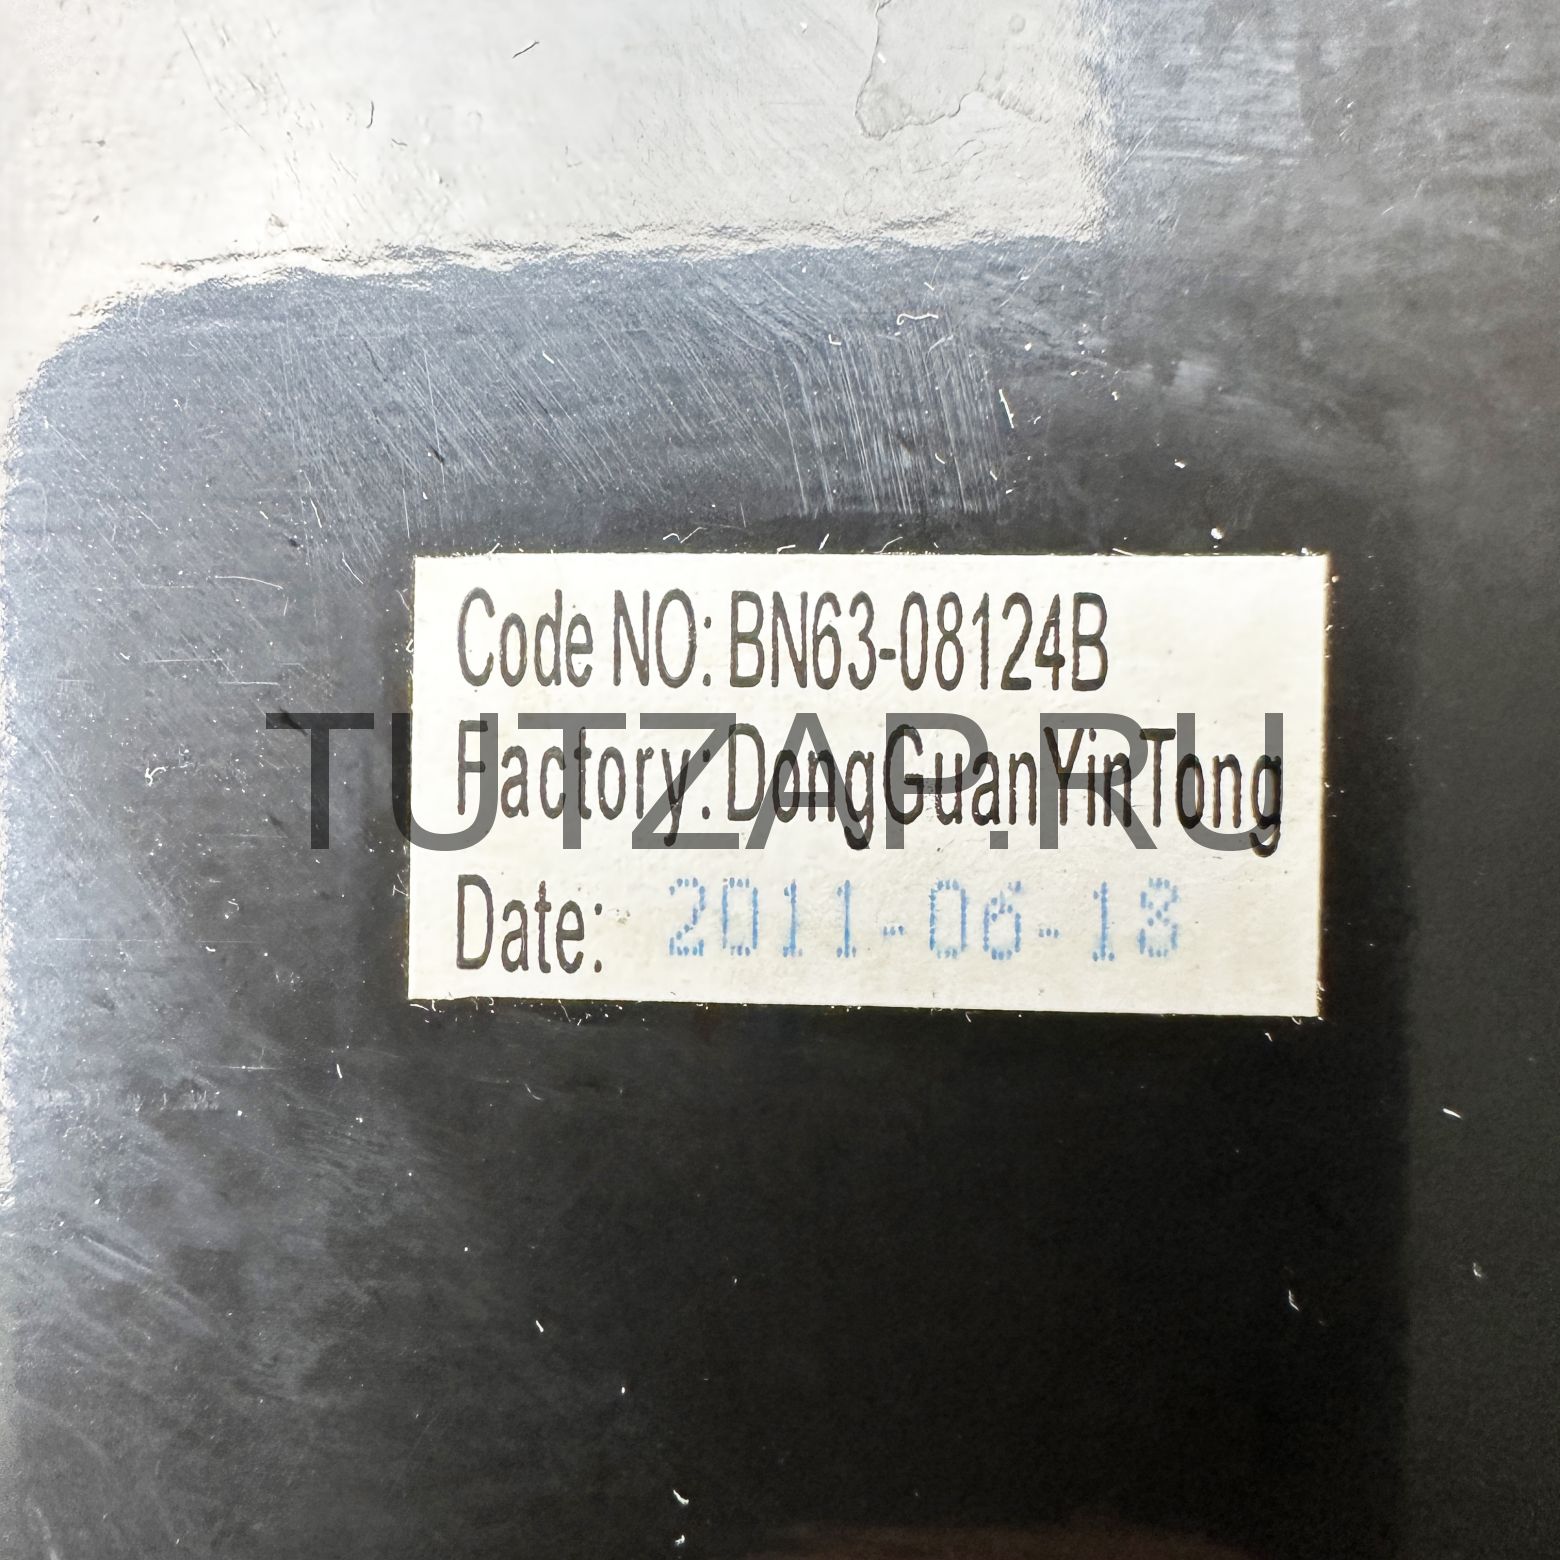 Code NO: BN63-08124B
TUTZAP.RU
Factory: DongGuanYinTong
Date: 2011-06-18